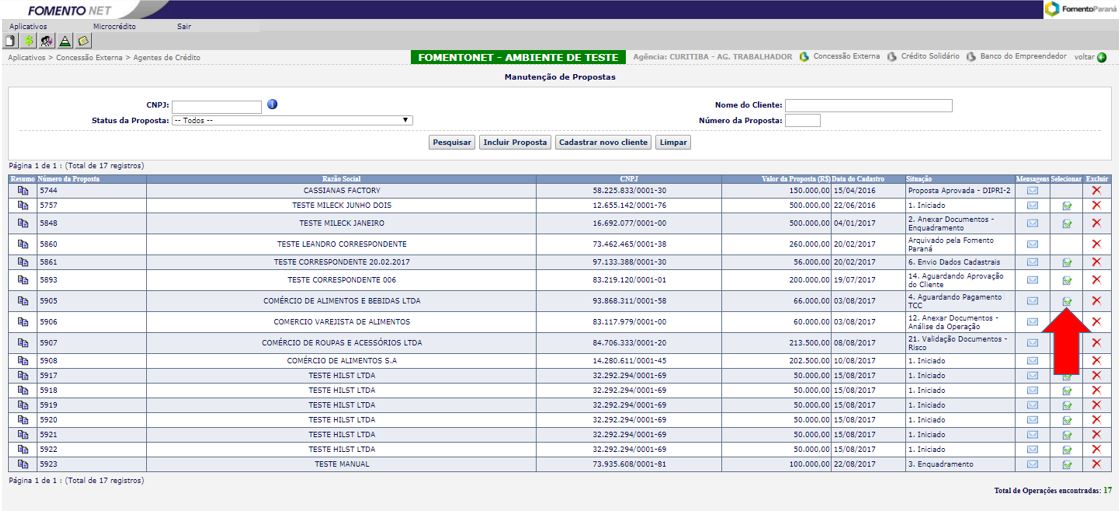 FOMENTO NET
FomentoParaná
Aplicativos Microcrédito Sair
Aplicativos > Concessão Externa > Agentes de Crédito FOMENTONET - AMBIENTE DE TESTE Agência: CURITIBA - AG. TRABALHADOR Concessão Externa Crédito Solidário Banco do Empreendedor voltar
Manutenção de Propostas
CNPJ: Nome do Cliente:
Status da Proposta: -- Todos -- Número da Proposta:
Pesquisar Incluir Proposta Cadastrar novo cliente Limpar
Página 1 de 1 : (Total de 17 registros)
Resumo Número da Proposta Razão Social CNPJ Valor da Proposta (R$) Data do Cadastro Situação Mensagens Selecionar Excluir
5744 CASSIANAS FACTORY 58.225.833/0001-30 150.000,00 15/04/2016 Proposta Aprovada - DIPRI-2
5757 TESTE MILECK JUNHO DOIS 12.655.142/0001-76 500.000,00 22/06/2016 1. Iniciado
5848 TESTE MILECK JANEIRO 16.692.077/0001-00 500.000,00 04/01/2017 2. Anexar Documentos -
Enquadramento
5860 TESTE LEANDRO CORRESPONDENTE 73.462.465/0001-38 260.000,00 20/02/2017 Arquivado pela Fomento
Paraná
5861 TESTE CORRESPONDENTE 20.02.2017 97.133.388/0001-30 56.000,00 20/02/2017 6. Envio Dados Cadastrais
5893 TESTE CORRESPONDENTE 006 83.219.120/0001-01 200.000,00 19/07/2017 14. Aguardando Aprovação
do Cliente
5905 COMÉRCIO DE ALIMENTOS E BEBIDAS LTDA 93.868.311/0001-58 66.000,00 03/08/2017 4. Aguardando Pagamento
TCC
5906 COMERCIO VAREJISTA DE ALIMENTOS 83.117.979/0001-00 60.000,00 03/08/2017 12. Anexar Documentos -
Análise da Operação
5907 COMÉRCIO DE ROUPAS E ACESSÓRIOS LTDA 84.706.333/0001-20 213.500,00 08/08/2017 21. Validação Documentos -
Risco
5908 COMÉRCIO DE ALIMENTOS S.A 14.280.611/0001-45 202.500,00 10/08/2017 1. Iniciado
5917 TESTE HILST LTDA 32.292.294/0001-69 50.000,00 15/08/2017 1. Iniciado
5918 TESTE HILST LTDA 32.292.294/0001-69 50.000,00 15/08/2017 1. Iniciado
5919 TESTE HILST LTDA 32.292.294/0001-69 50.000,00 15/08/2017 1. Iniciado
5920 TESTE HILST LTDA 32.292.294/0001-69 50.000,00 15/08/2017 1. Iniciado
5921 TESTE HILST LTDA 32.292.294/0001-69 50.000,00 15/08/2017 1. Iniciado
5922 TESTE HILST LTDA 32.292.294/0001-69 50.000,00 15/08/2017 1. Iniciado
5923 TESTE MANUAL 73.935.608/0001-81 100.000,00 22/08/2017 3. Enquadramento
Página 1 de 1 : (Total de 17 registros)
Total de Operações encontradas: 17